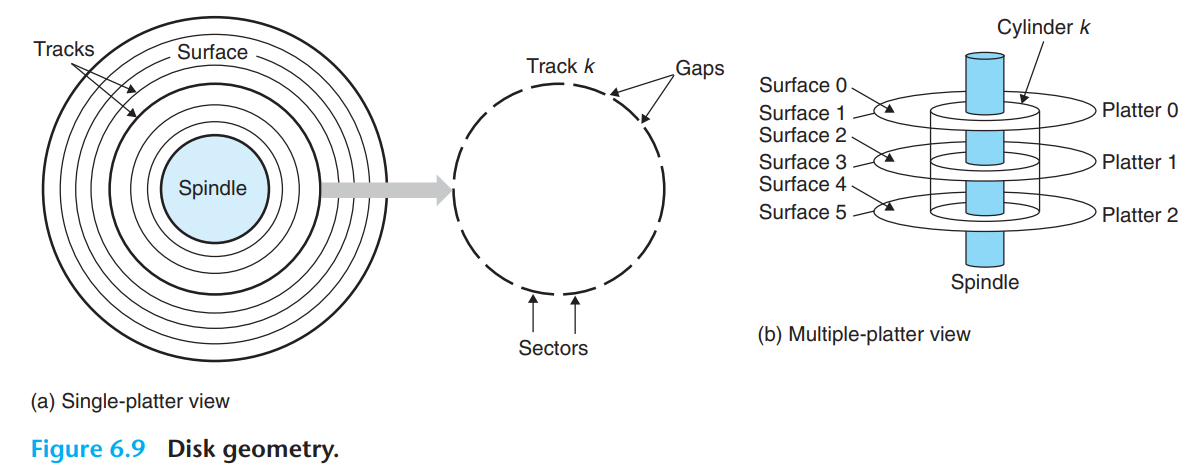 Tracks
Surface
Spindle
(a) Single-platter view
Track k
Gaps
Sectors
Cylinder k
Surface 0
Surface 1
Surface 2
Surface 3
Surface 4
Surface 5
Platter 0
Platter 1
Platter 2
Spindle
(b) Multiple-platter view
Figure 6.9 Disk geometry.